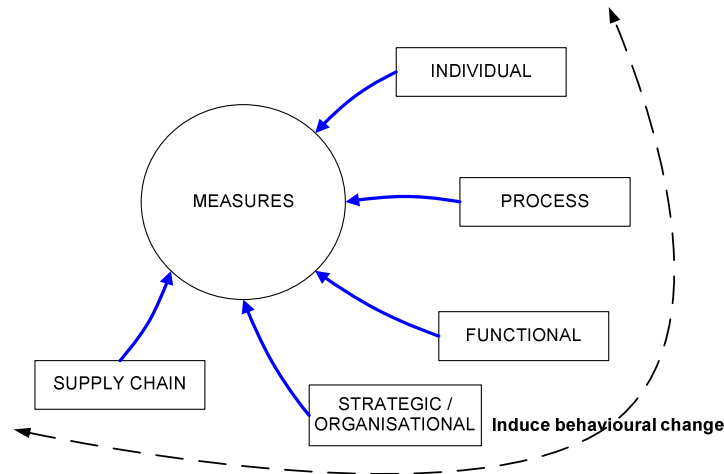 INDIVIDUAL
MEASURES
PROCESS
FUNCTIONAL
SUPPLY CHAIN
STRATEGIC /
ORGANISATIONAL
Induce behavioural change